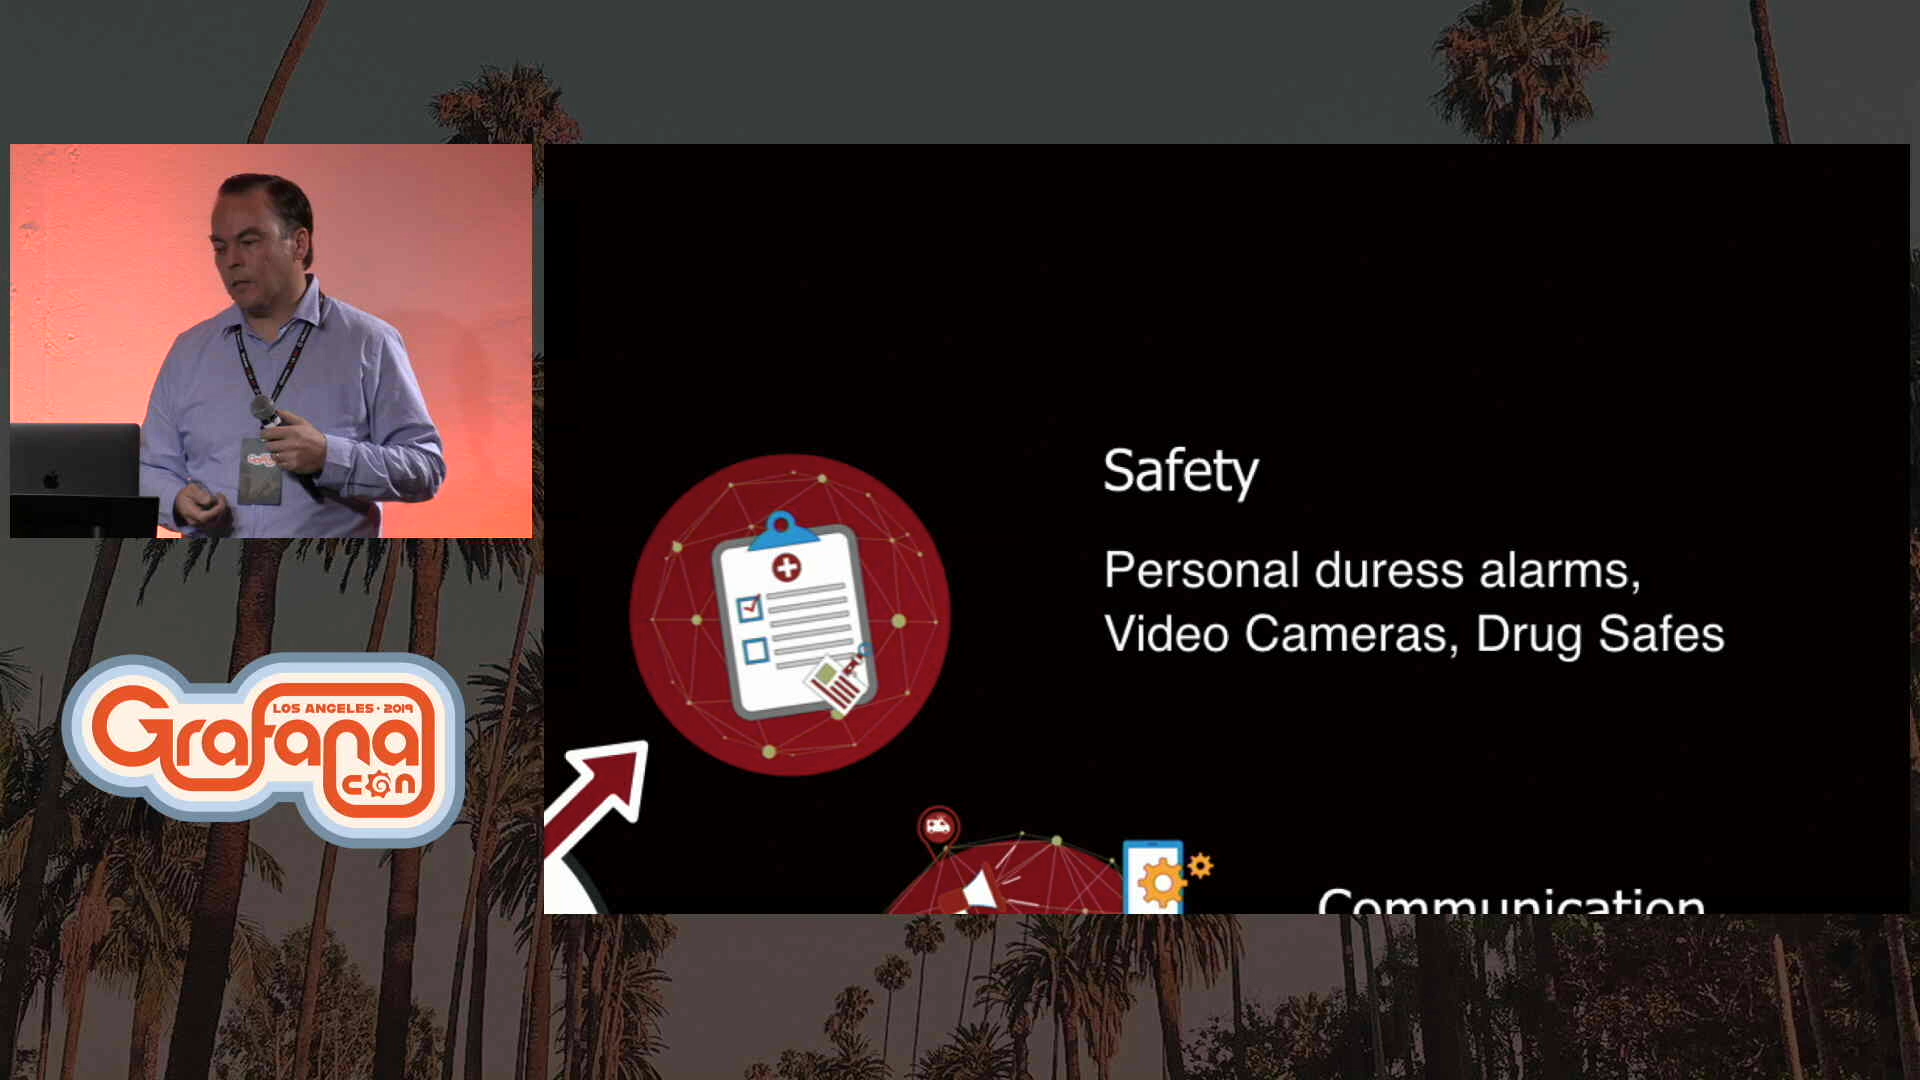 Safety
Personal duress alarms,
Video Cameras, Drug Safes
Communication
LOS ANGELES · 2019
Grafana
con